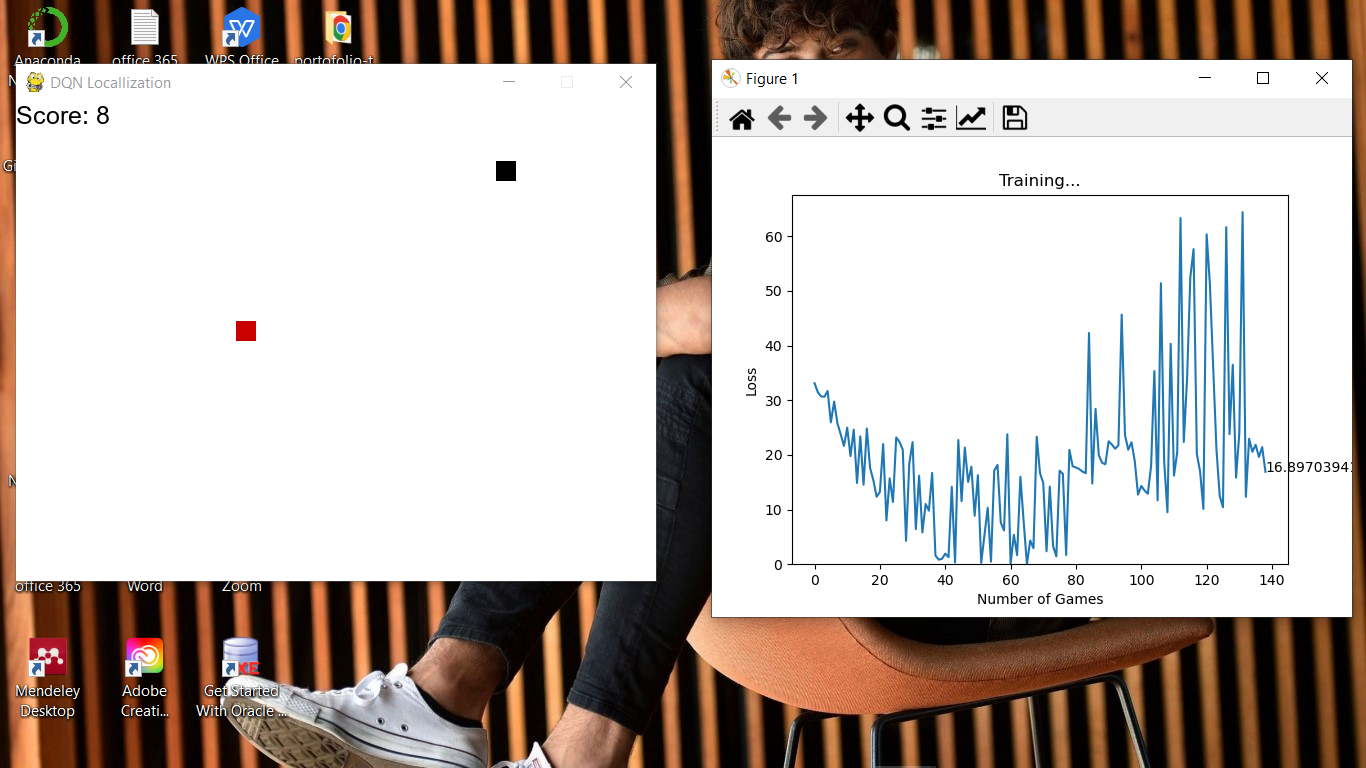 Anaconda
office 365
WPS Office
portofolio-t
N
DQN Locallization
Score: 8
Gi
office 365
Word
Zoom
Mendeley
Desktop
Adobe
Creati...
Get Started
With Oracle ...
Figure 1
Training...
60
50
40
30
20
10
0
Loss
16.89703941
0 20 40 60 80 100 120 140
Number of Games